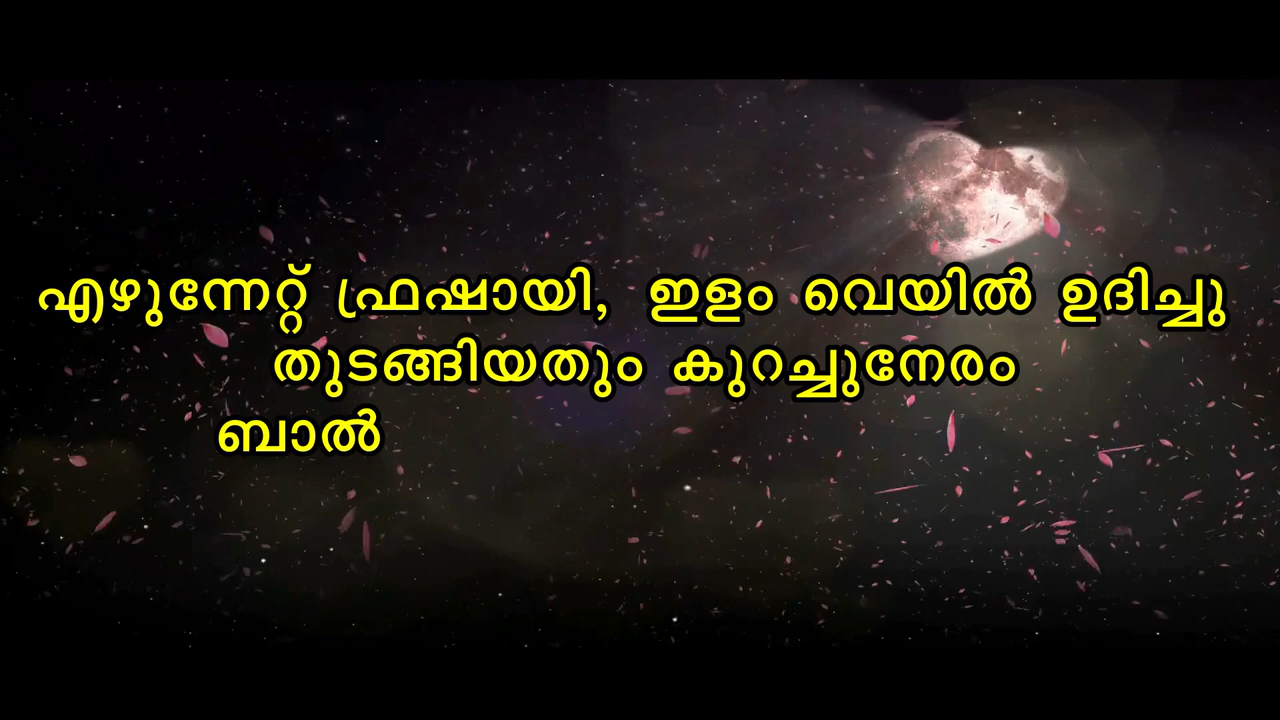 എഴുന്നേറ്റ് ഫ്രഷായി, ഇളം വെയിൽ ഉദിച്ചു
തുടങ്ങിയതും കുറച്ചുനേരം
ബാൽ